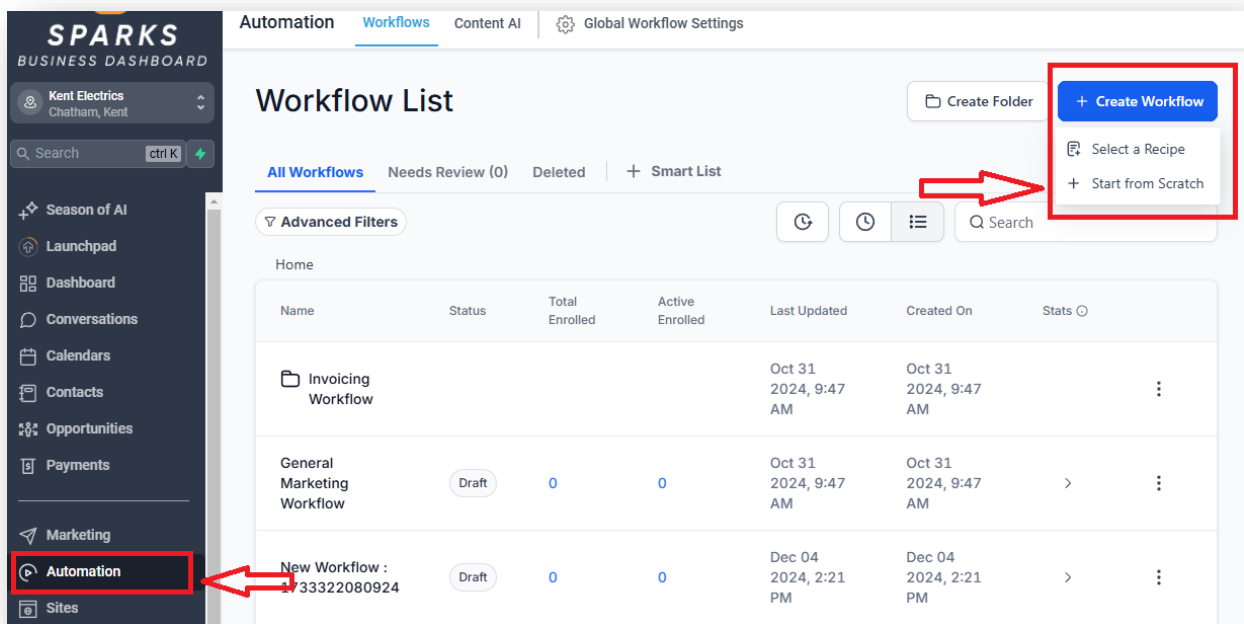 SPARKS
BUSINESS DASHBOARD
Kent Electrics
Chatham, Kent
Search ctrl K
Season of AI
Launchpad
Dashboard
Conversations
Calendars
Contacts
Opportunities
Payments
Marketing
Automation
Sites
Automation Workflows Content AI Global Workflow Settings
Workflow List
Create Folder
+ Create Workflow
Select a Recipe
+ Start from Scratch
All Workflows Needs Review (0) Deleted + Smart List
Advanced Filters
Search
Home
Name Status Total Enrolled Active Enrolled Last Updated Created On Stats
Invoicing Workflow Oct 31 2024, 9:47 AM Oct 31 2024, 9:47 AM
General Marketing Workflow Draft 0 0 Oct 31 2024, 9:47 AM Oct 31 2024, 9:47 AM
New Workflow : 1733322080924 Draft 0 0 Dec 04 2024, 2:21 PM Dec 04 2024, 2:21 PM